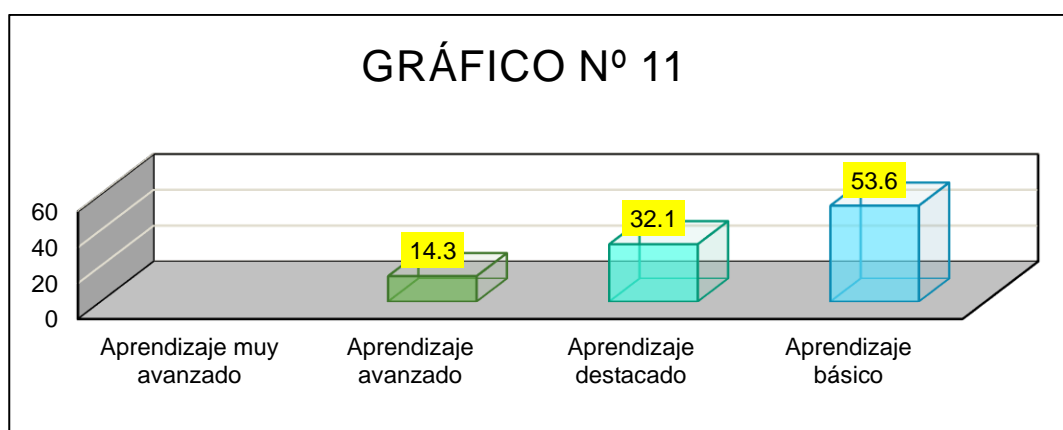 GRÁFICO Nº 11
60
40
20
0
14.3
32.1
53.6
Aprendizaje muy
avanzado
Aprendizaje
avanzado
Aprendizaje
destacado
Aprendizaje
básico